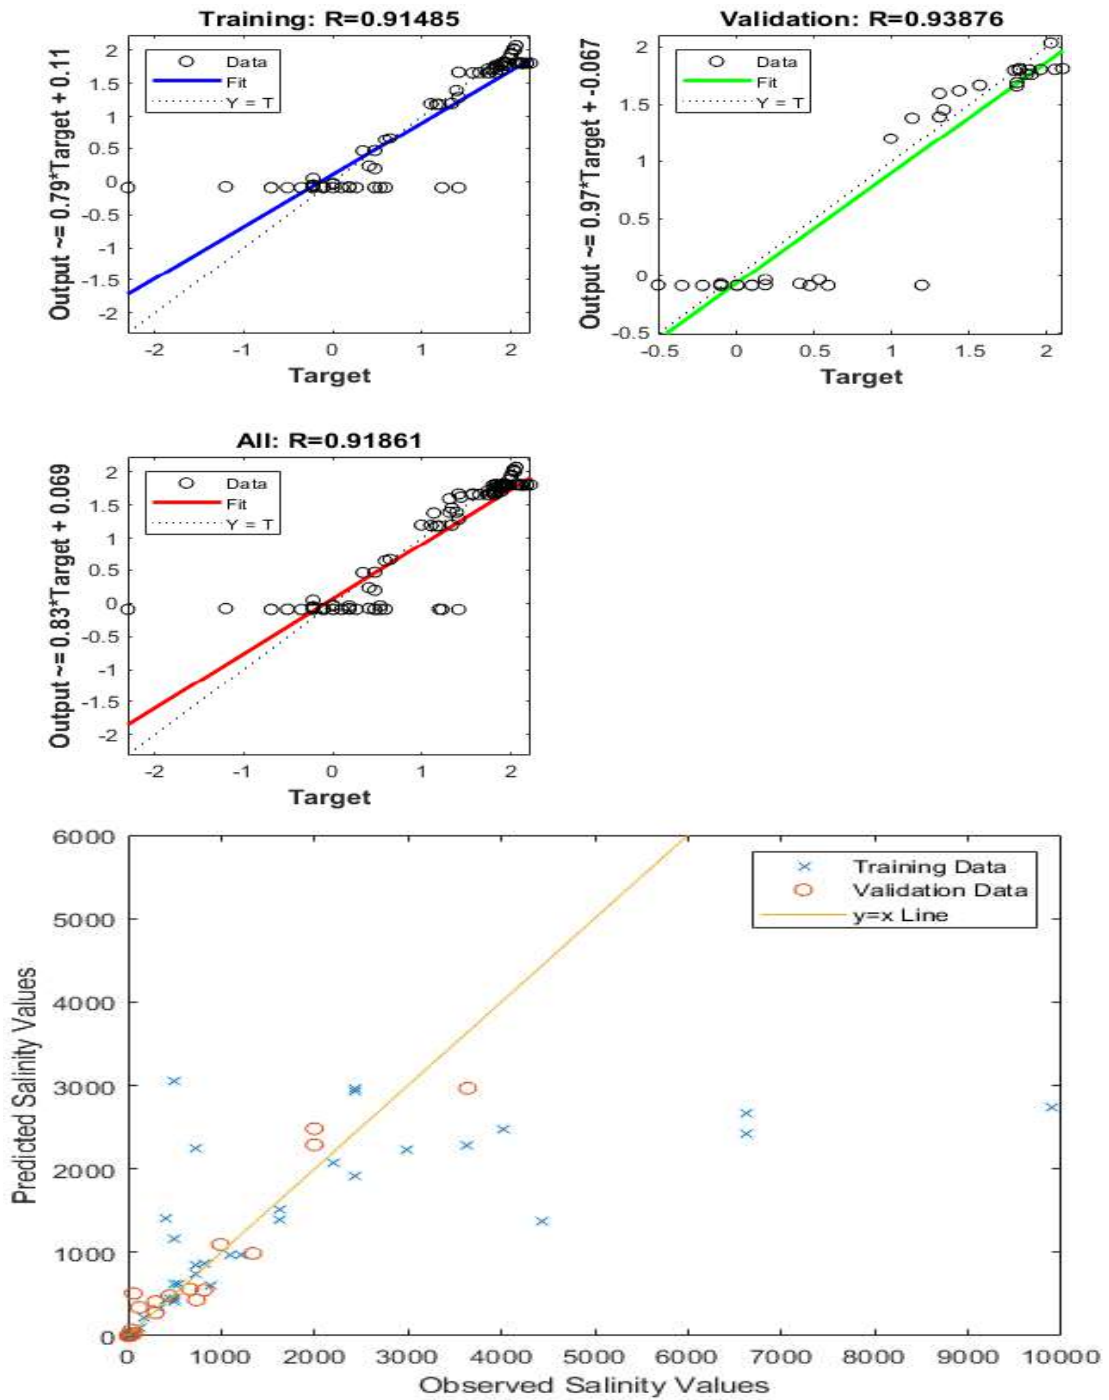 Training: R=0.91485
Output ~= 0.79*Target + 0.11
2
1.5
1
0.5
0
-0.5
-1
-1.5
-2
Data
Fit
Y = T
-2 -1 0 1 2
Target
Validation: R=0.93876
Output ~= 0.97*Target + -0.067
2
1.5
1
0.5
0
-0.5
Data
Fit
Y = T
-0.5 0 0.5 1 1.5 2
Target
All: R=0.91861
Output ~= 0.83*Target + 0.069
2
1.5
1
0.5
0
-0.5
-1
-1.5
-2
Data
Fit
Y = T
-2 -1 0 1 2
Target
Predicted Salinity Values
6000
5000
4000
3000
2000
1000
0
Training Data
Validation Data
y=x Line
0 1000 2000 3000 4000 5000 6000 7000 8000 9000 10000
Observed Salinity Values